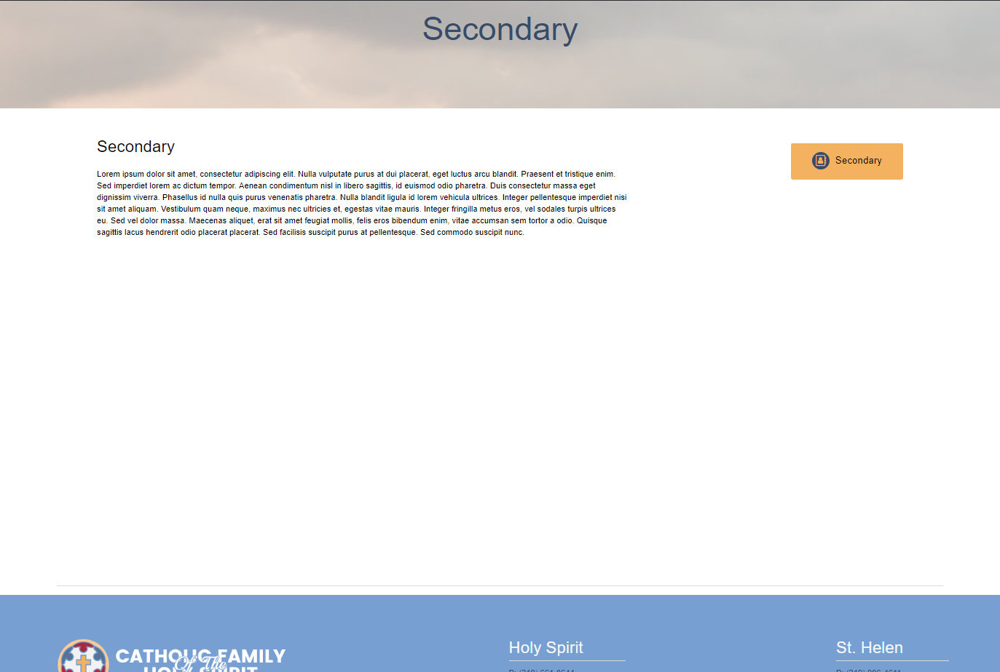 Secondary
Secondary
Secondary
Lorem ipsum dolor sit amet, consectetur adipiscing elit. Nulla vulputate purus at dui placerat, eget luctus arcu blandit. Praesent et tristique enim.
Sed imperdiet lorem ac dictum tempor. Aenean condimentum nisl in libero sagittis, id euismod odio pharetra. Duis consectetur massa eget
dignissim viverra. Phasellus id nulla quis purus venenatis pharetra. Nulla blandit ligula id lorem vehicula ultrices. Integer pellentesque imperdiet nisi
sit amet aliquam. Vestibulum quam neque, maximus nec ultricies et, egestas vitae mauris. Integer fringilla metus eros, vel sodales turpis ultrices
eu. Sed vel dolor massa. Maecenas aliquet, erat sit amet feugiat mollis, felis eros bibendum enim, vitae accumsan sem tortor a odio. Quisque
sagittis lacus hendrerit odio placerat placerat. Sed facilisis suscipit purus at pellentesque. Sed commodo suscipit nunc.
CATHOLIC FAMILY
Of The
HOLY SPIRIT
Holy Spirit
St. Helen